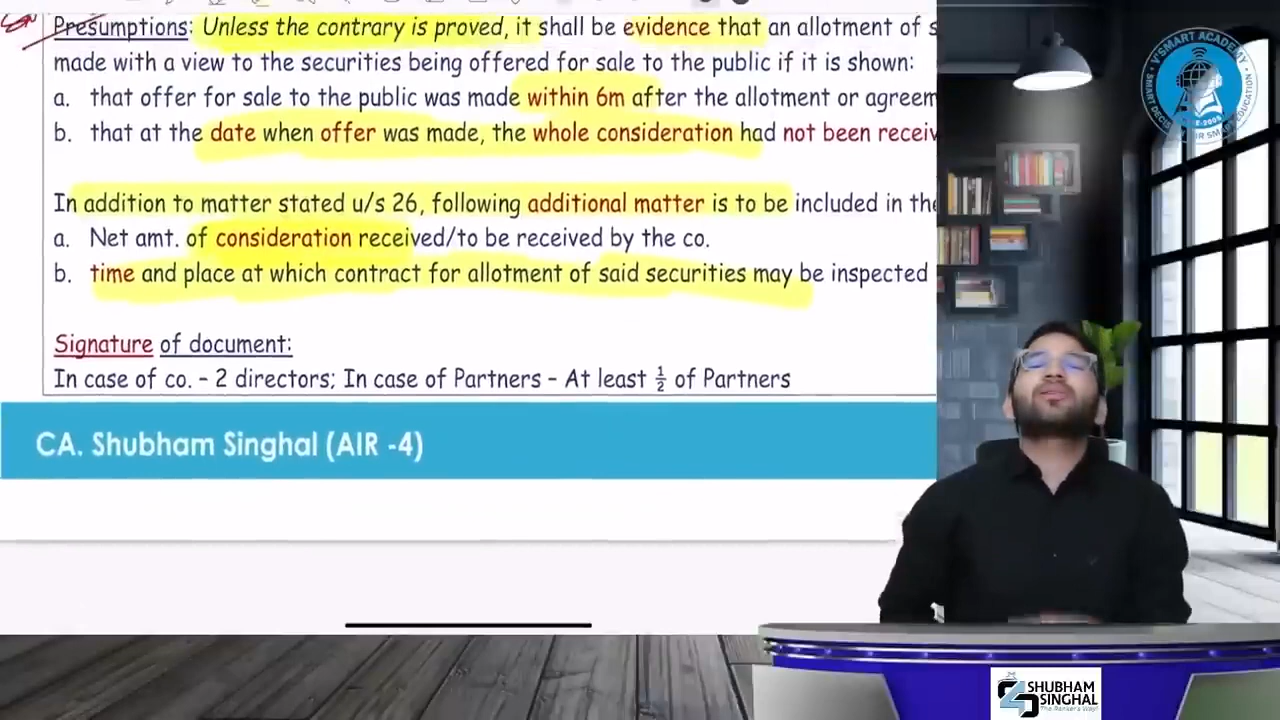 Presumptions: Unless the contrary is proved, it shall be evidence that an allotment of
made with a view to the securities being offered for sale to the public if it is shown:
a. that offer for sale to the public was made within 6m after the allotment or
b. that at the date when offer was made, the whole consideration had not been
In addition to matter stated u/s 26, following additional matter is to be included in
a. Net amt. of consideration received/to be received by the co.
b. time and place at which contract for allotment of said securities may be inspected
Signature of document:
In case of co. – 2 directors; In case of Partners – At least ½ of Partners
CA. Shubham Singhal (AIR -4)
V'SMART ACADEMY
SHUBHAM
SINGHAL